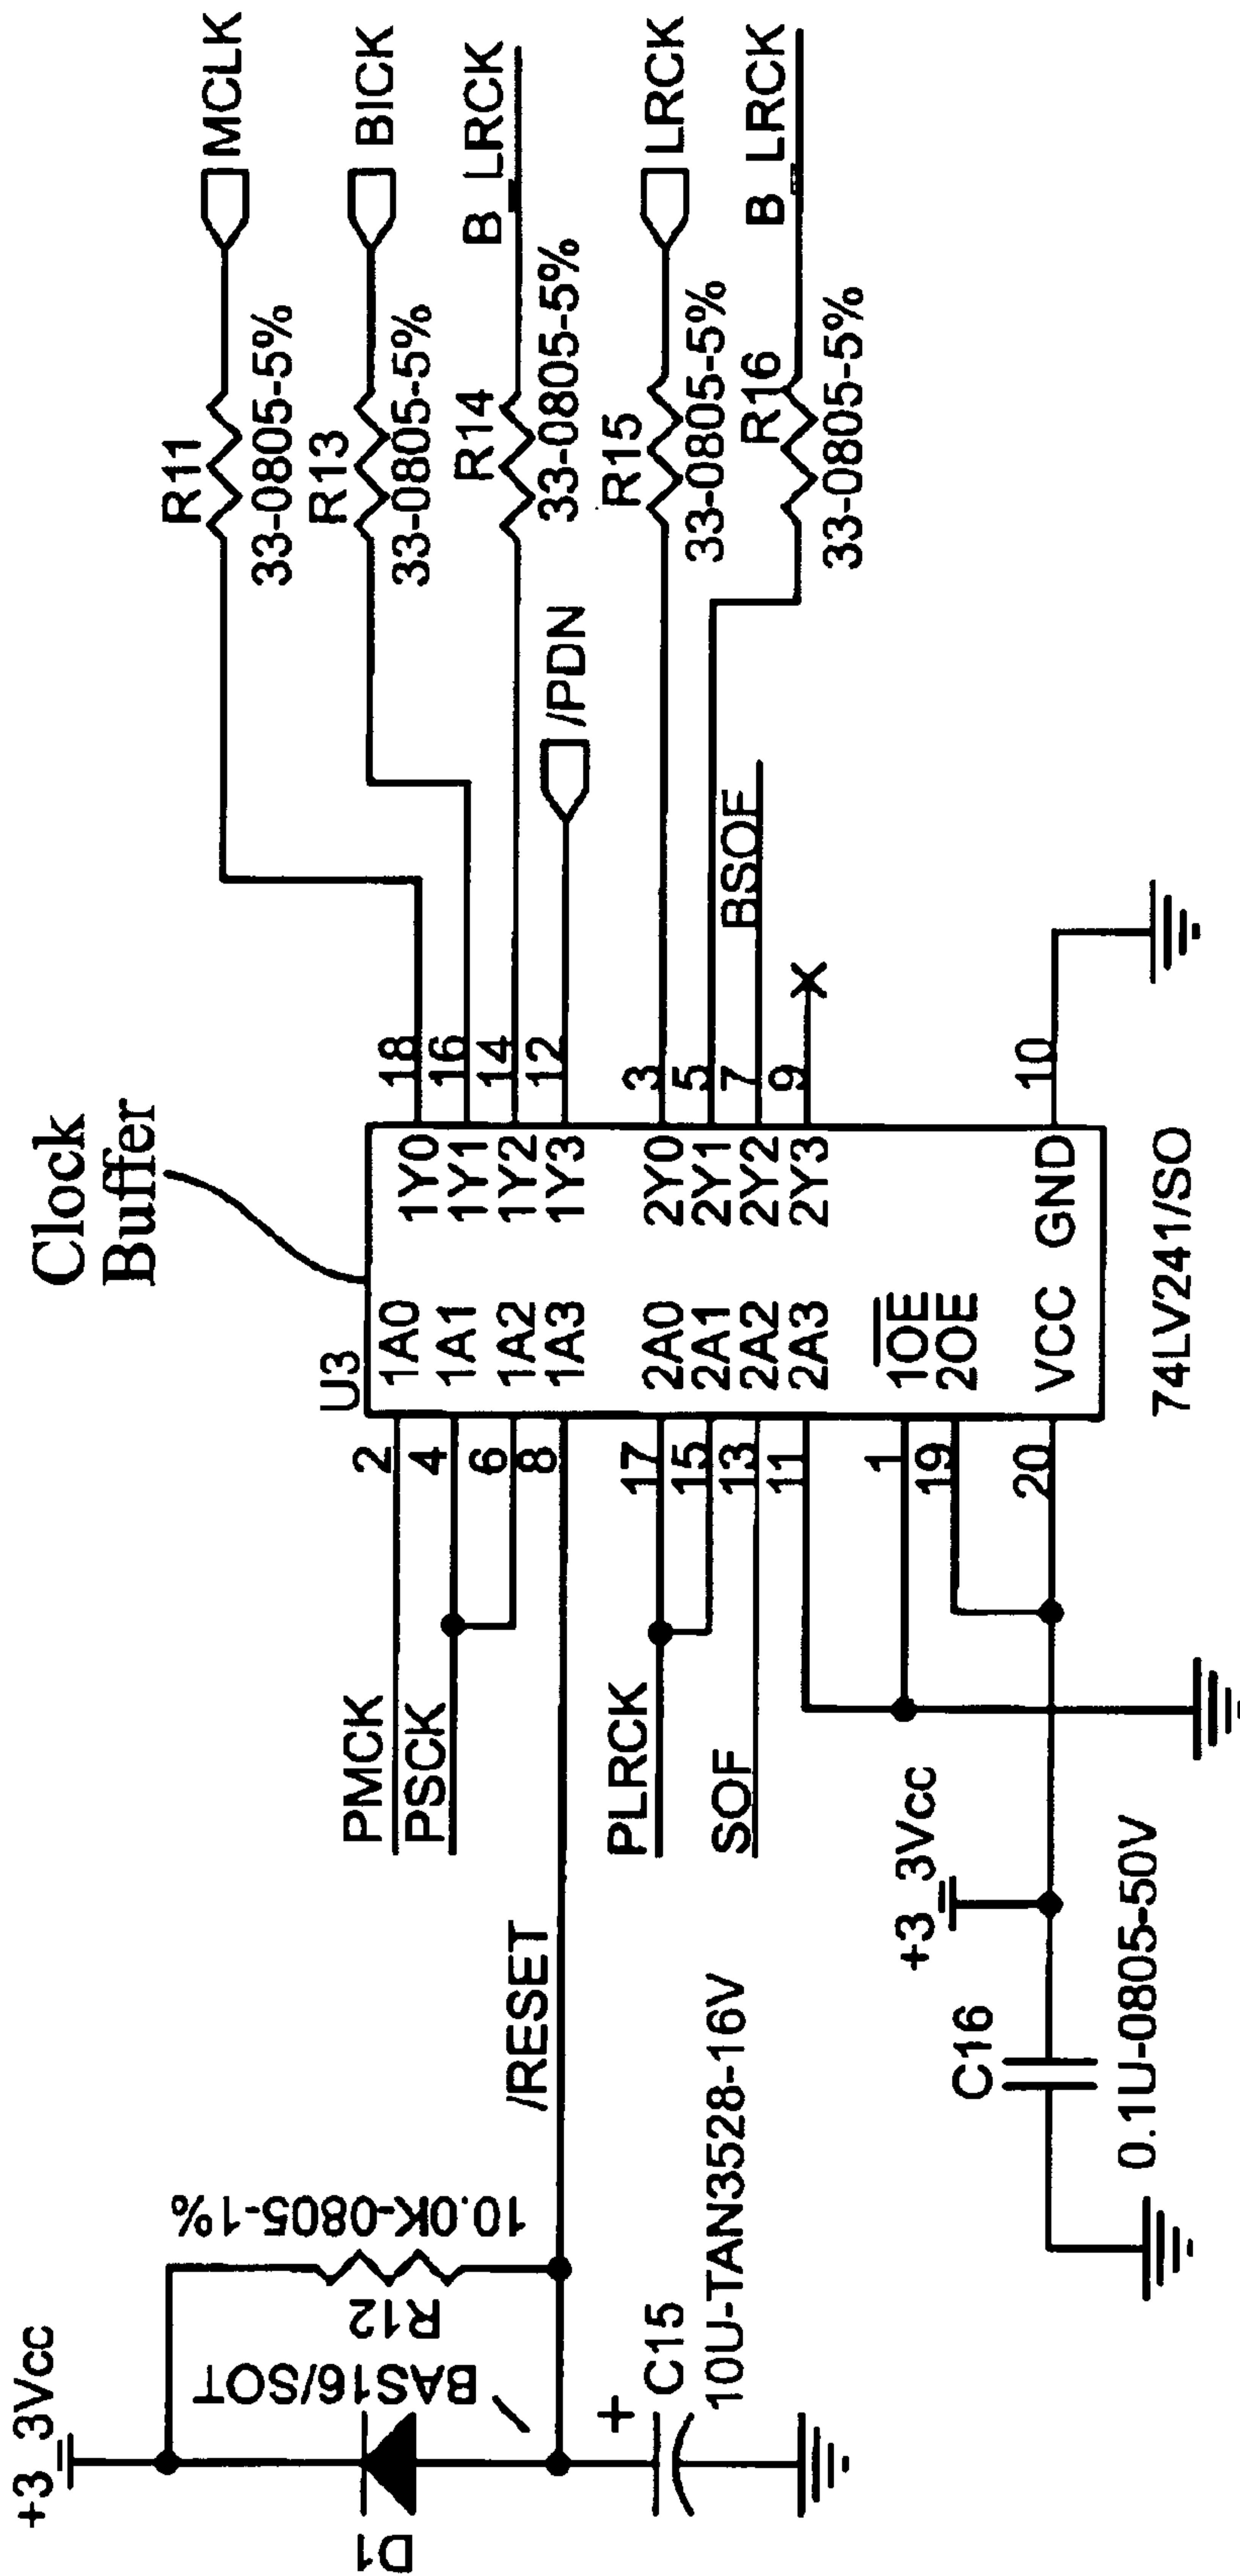 Clock
Buffer
+3_3Vcc
D1
BAS16/SOT
R12
10.0K-0805-1%
C15
10U-TAN3528-16V
/RESET
PMCK
PSCK
PLRCK
SOF
+3_3Vcc
C16
0.1U-0805-50V
U3
2 1A0 1Y0 18
4 1A1 1Y1 16
6 1A2 1Y2 14
8 1A3 1Y3 12
17 2A0 2Y0 3
15 2A1 2Y1 5
13 2A2 2Y2 7
11 2A3 2Y3 9
1 1OE
19 2OE
20 VCC GND 10
74LV241/SO
R11
33-0805-5%
MCLK
R13
33-0805-5%
BICK
R14
33-0805-5%
B_LRCK
/PDN
R15
33-0805-5%
LRCK
R16
33-0805-5%
B_LRCK
BSOF
X